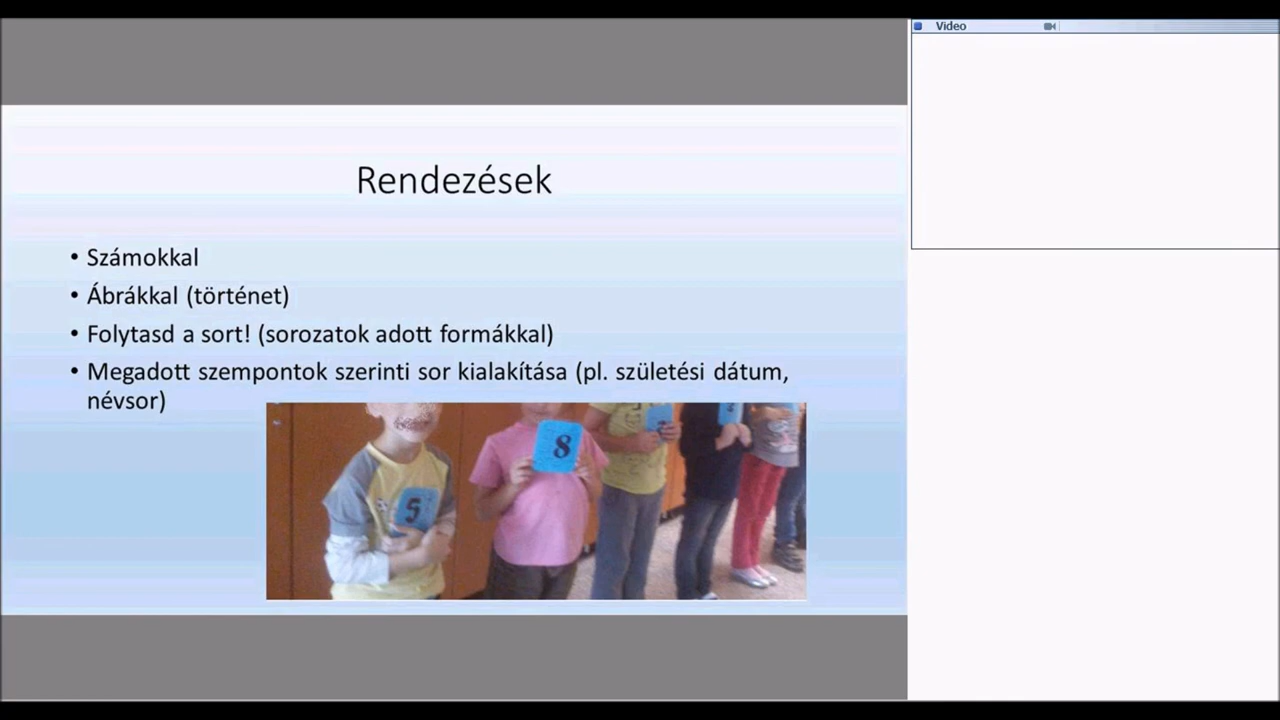 Video
Rendezések
• Számokkal
• Ábrákkal (történet)
• Folytasd a sort! (sorozatok adott formákkal)
• Megadott szempontok szerinti sor kialakítása (pl. születési dátum,
névsor)
5
8